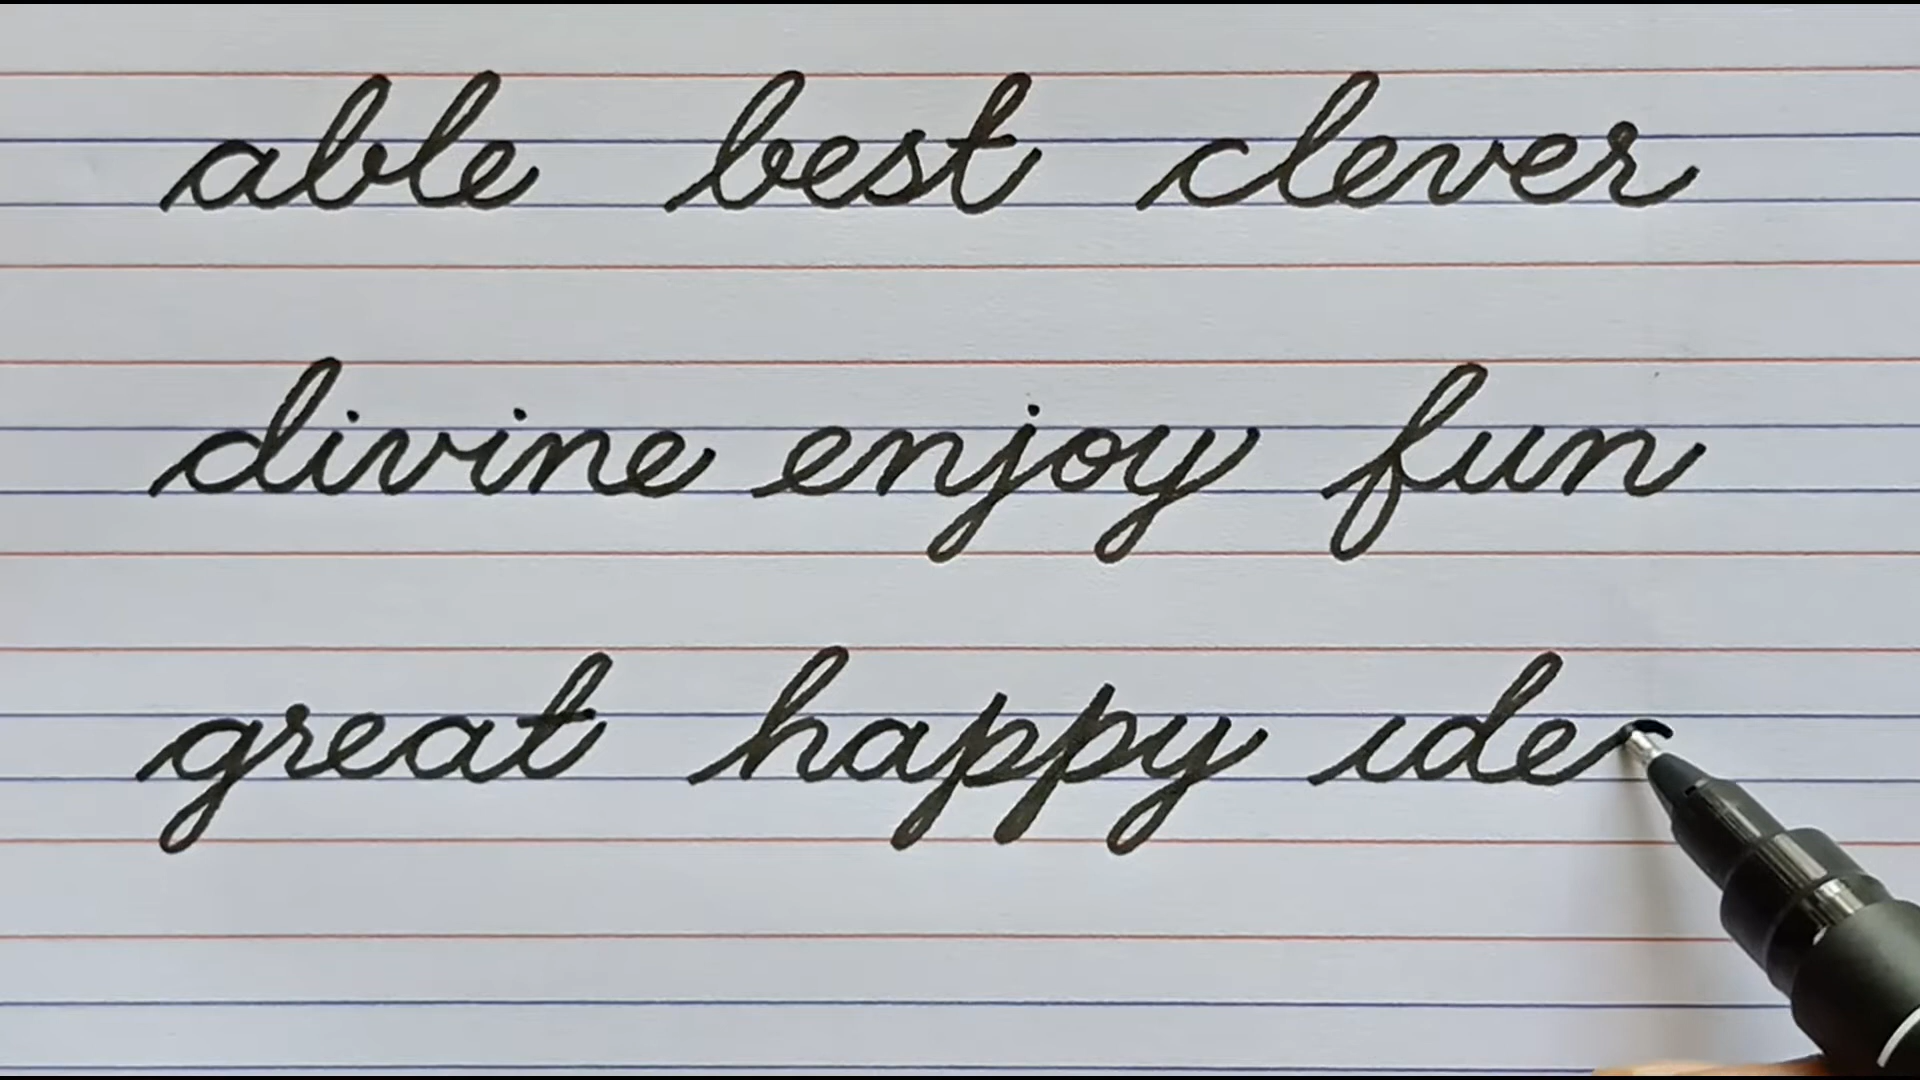 able best clever
divine enjoy fun
great happy ide